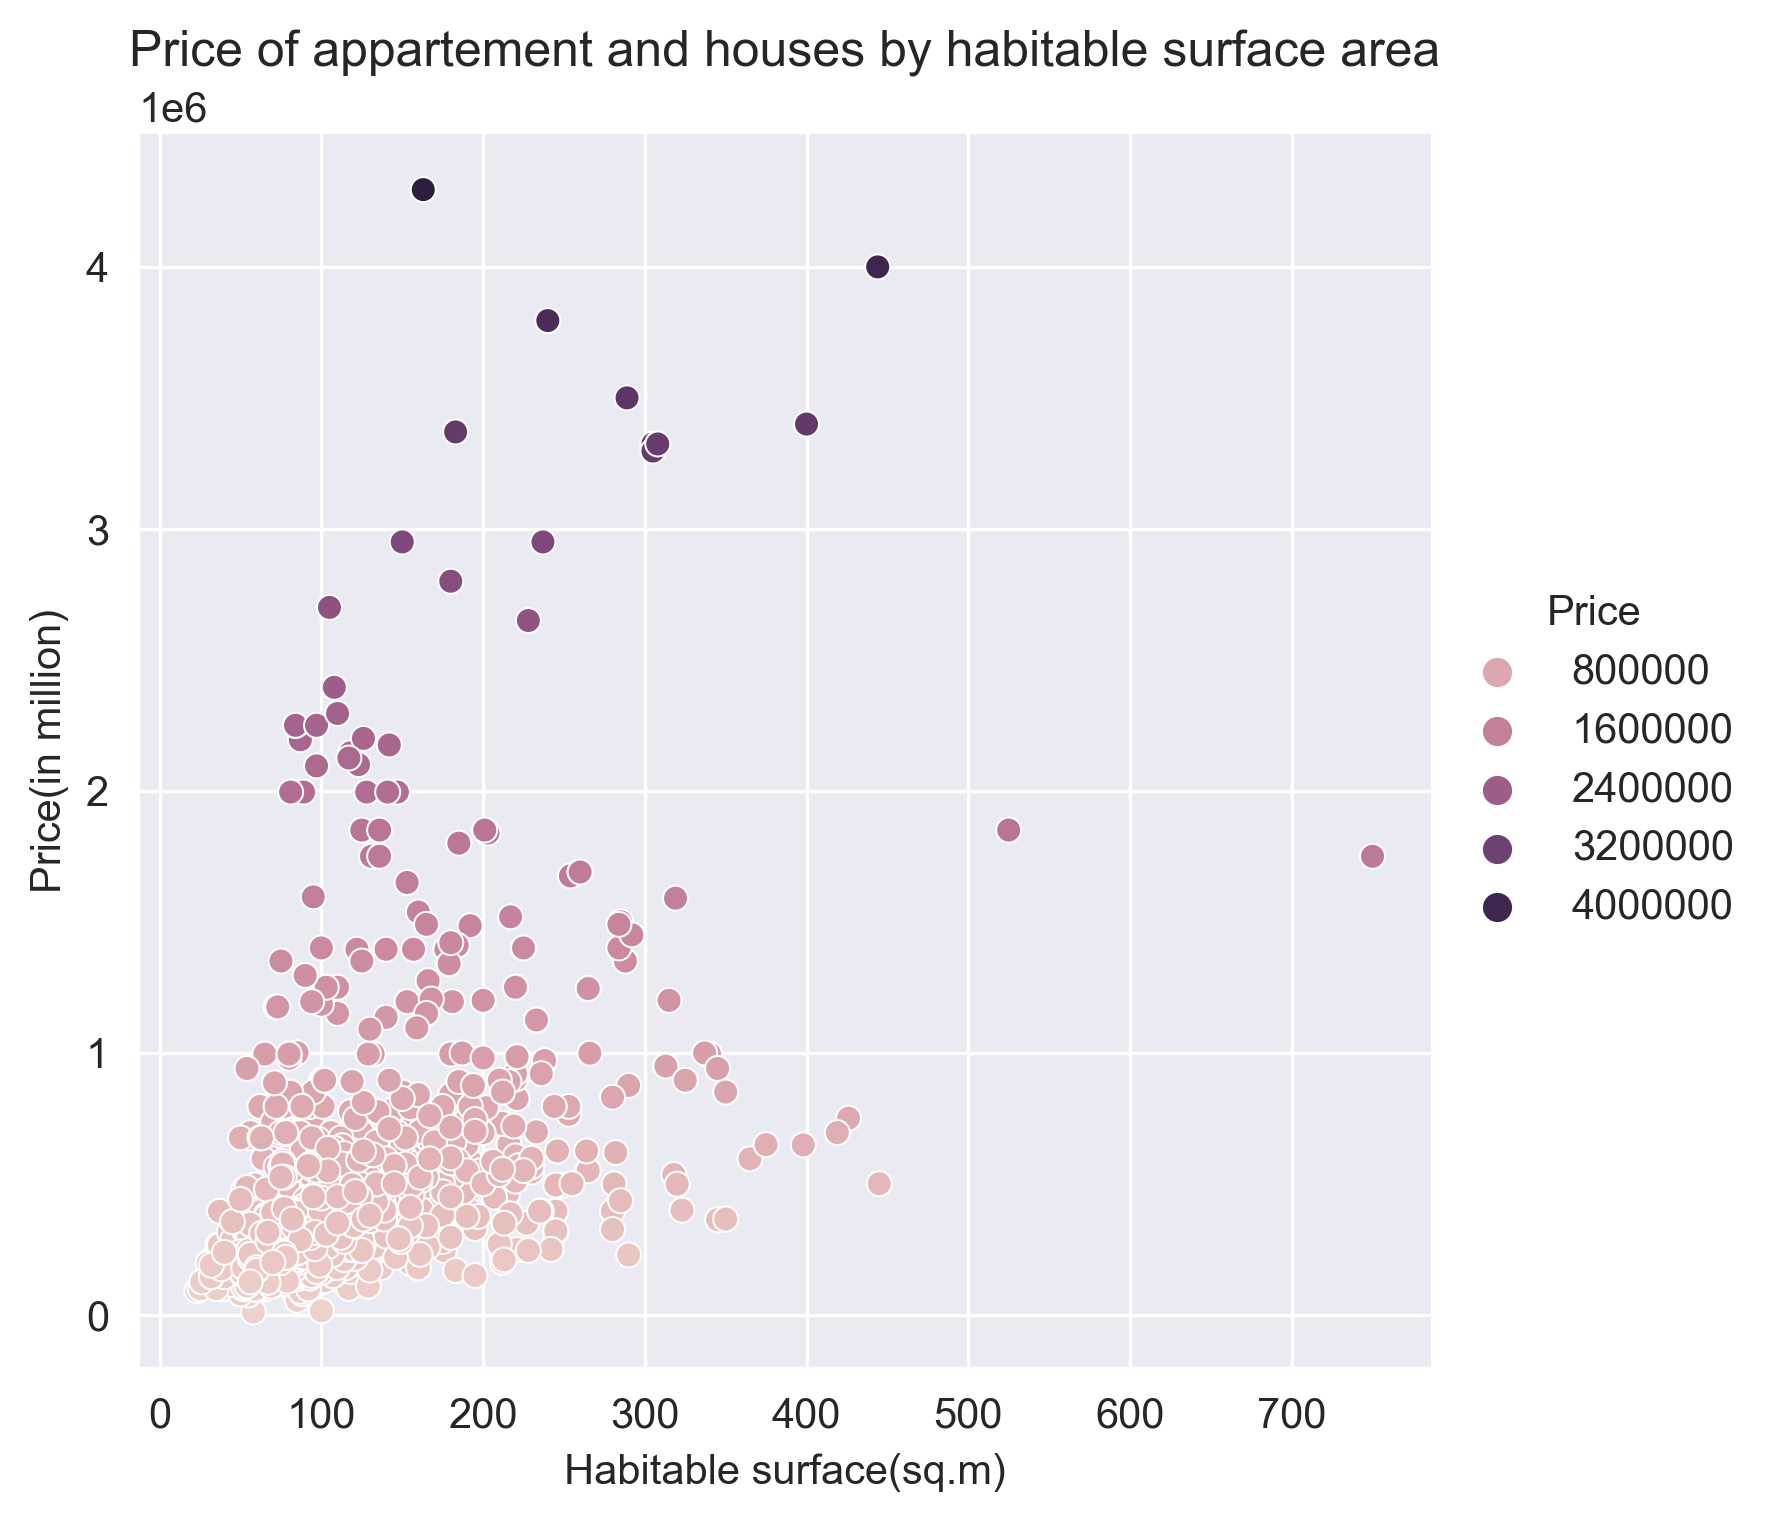 Price of appartement and houses by habitable surface area
1e6
4
3
2
1
0
Price(in million)
0 100 200 300 400 500 600 700
Habitable surface(sq.m)
Price
800000
1600000
2400000
3200000
4000000